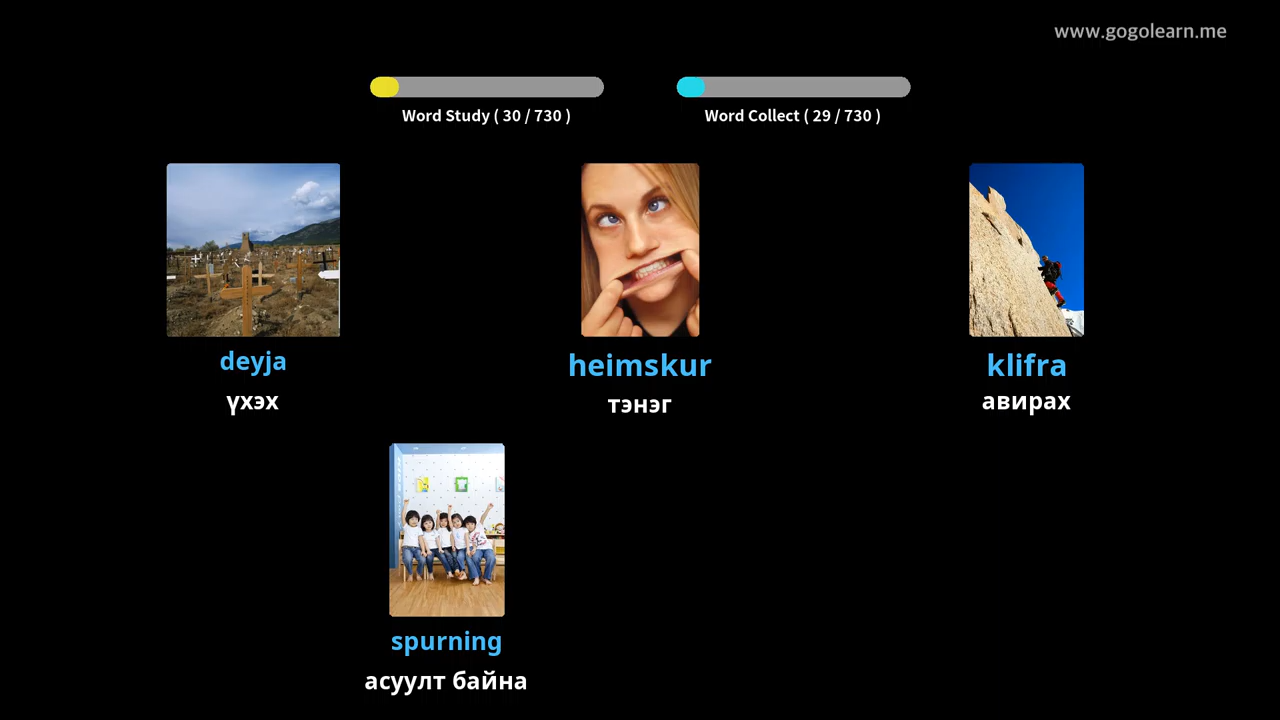 www.gogolearn.me
Word Study ( 30 / 730 )
Word Collect ( 29 / 730 )
deyja
heimskur
klifra
үхэх
тэнэг
авирах
spurning
асуулт байна